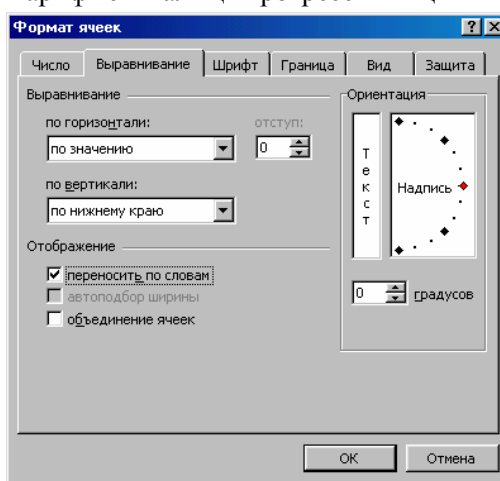 Формат ячеек
Число Выравнивание Шрифт Граница Вид Защита
Выравнивание
по горизонтали:
отступ:
по значению
0
по вертикали:
по нижнему краю
Отображение
переносить по словам
автоподбор ширины
объединение ячеек
Ориентация
Текст
Надпись
0 градусов
ОК Отмена